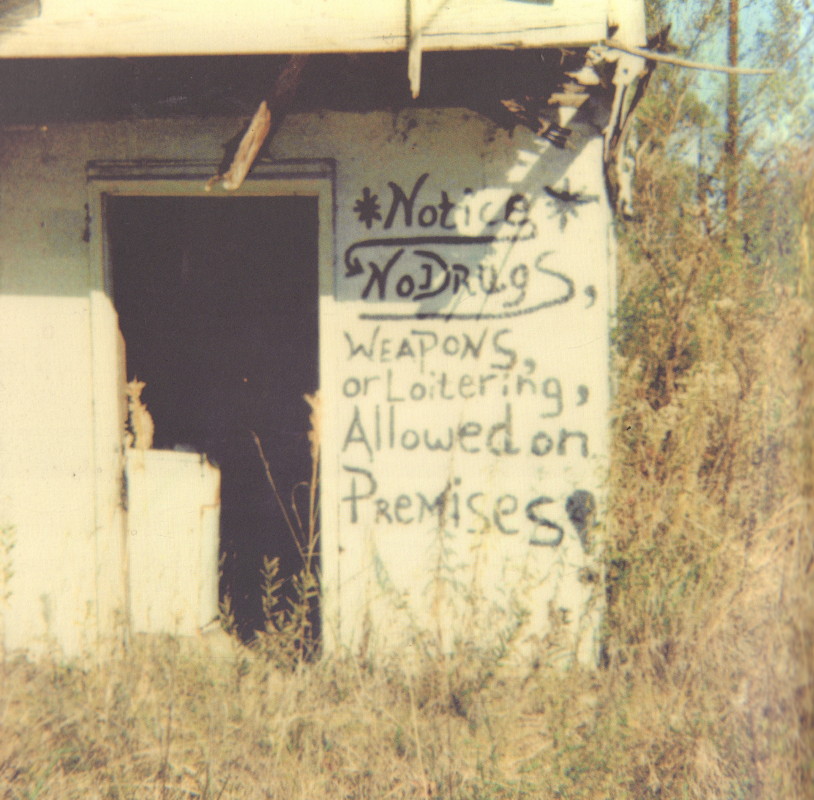 *Notice*
No Drugs,
Weapons,
or Loitering,
Allowed on
Premises